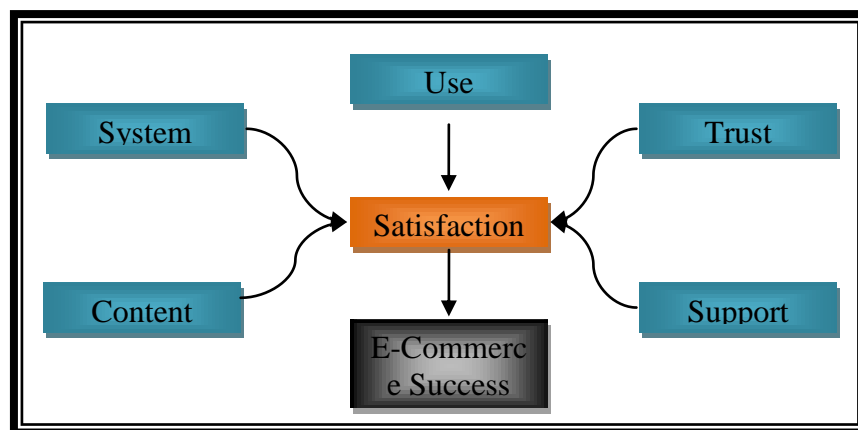 Use
System
Trust
Satisfaction
Content
Support
E-Commerc
e Success